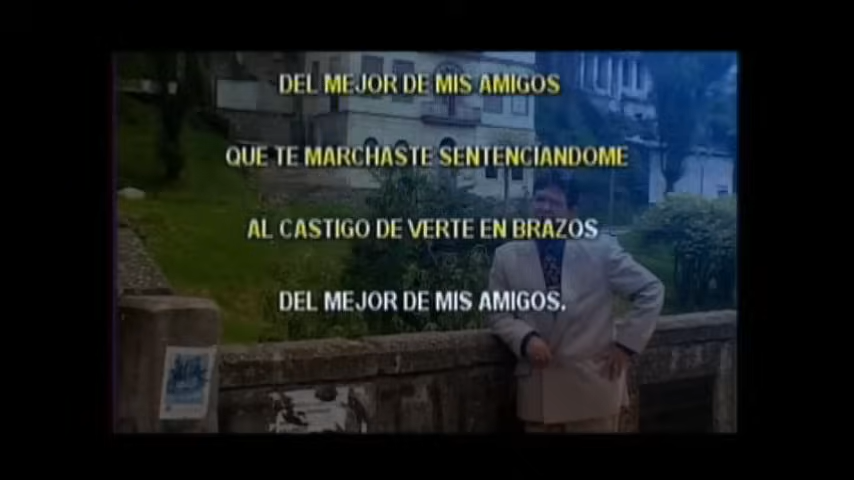 DEL MEJOR DE MIS AMIGOS
QUE TE MARCHASTE SENTENCIANDOME
AL CASTIGO DE VERTE EN BRAZOS
DEL MEJOR DE MIS AMIGOS.